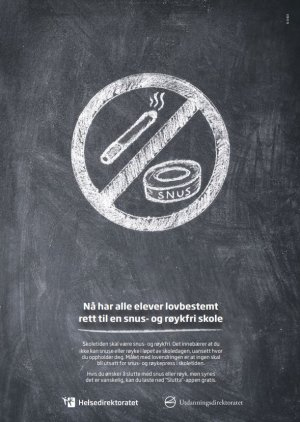 SNUS
Nå har alle elever lovbestemt
rett til en snus- og røykfri skole
Skoletiden skal være snus- og røykfri. Det innebærer at du
ikke kan snuse eller røyke i løpet av skoledagen, uansett hvor
du oppholder deg. Målet med lovendringen er at ingen skal
bli utsatt for snus- og røykepress i skoletiden.
Hvis du ønsker å slutte med snus eller røyk, men synes
det er vanskelig, kan du laste ned "Slutta"-appen gratis.
Helsedirektoratet
Utdanningsdirektoratet